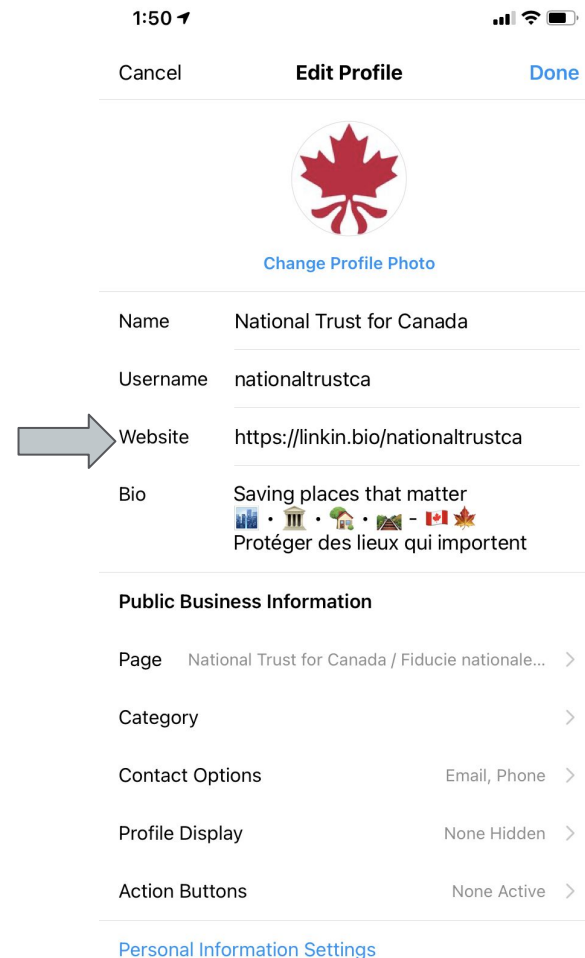 1:50
Cancel Edit Profile Done
Change Profile Photo
Name National Trust for Canada
Username nationaltrustca
Website https://linkin.bio/nationaltrustca
Bio Saving places that matter
🏙️ • 🏛️ • 🏡 • 🛤️ - 🇨🇦 🍁
Protéger des lieux qui importent
Public Business Information
Page National Trust for Canada / Fiducie nationale...
Category
Contact Options Email, Phone
Profile Display None Hidden
Action Buttons None Active
Personal Information Settings